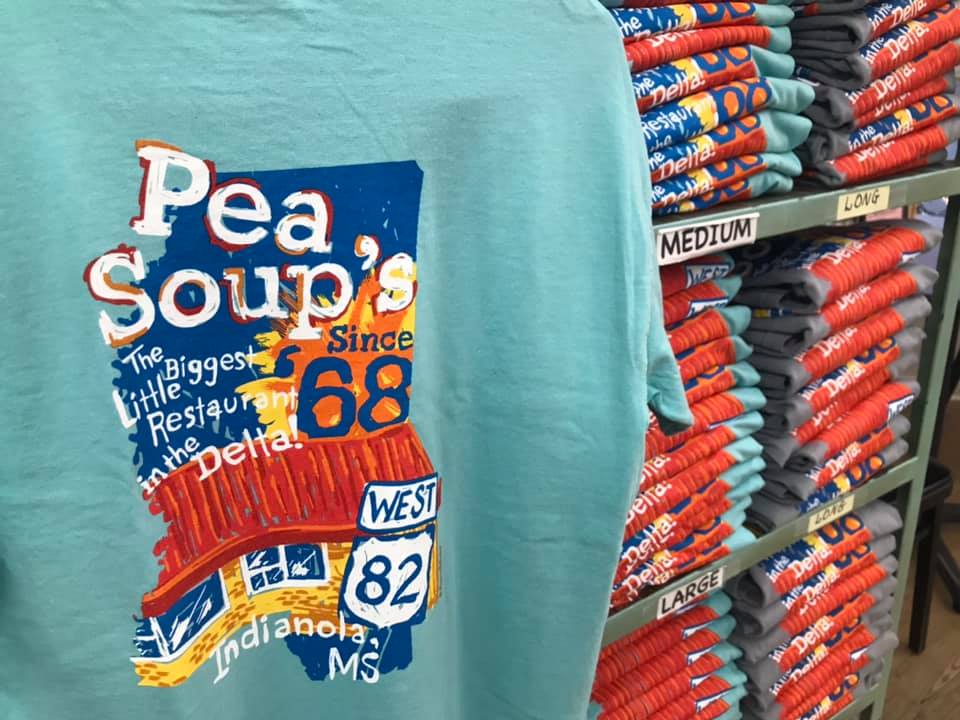 Pea
Soup's
Since
'68
The Biggest
Little
Restaurant
in the Delta!
WEST
82
Indianola,
MS
MEDIUM
LONG
LONG
LARGE